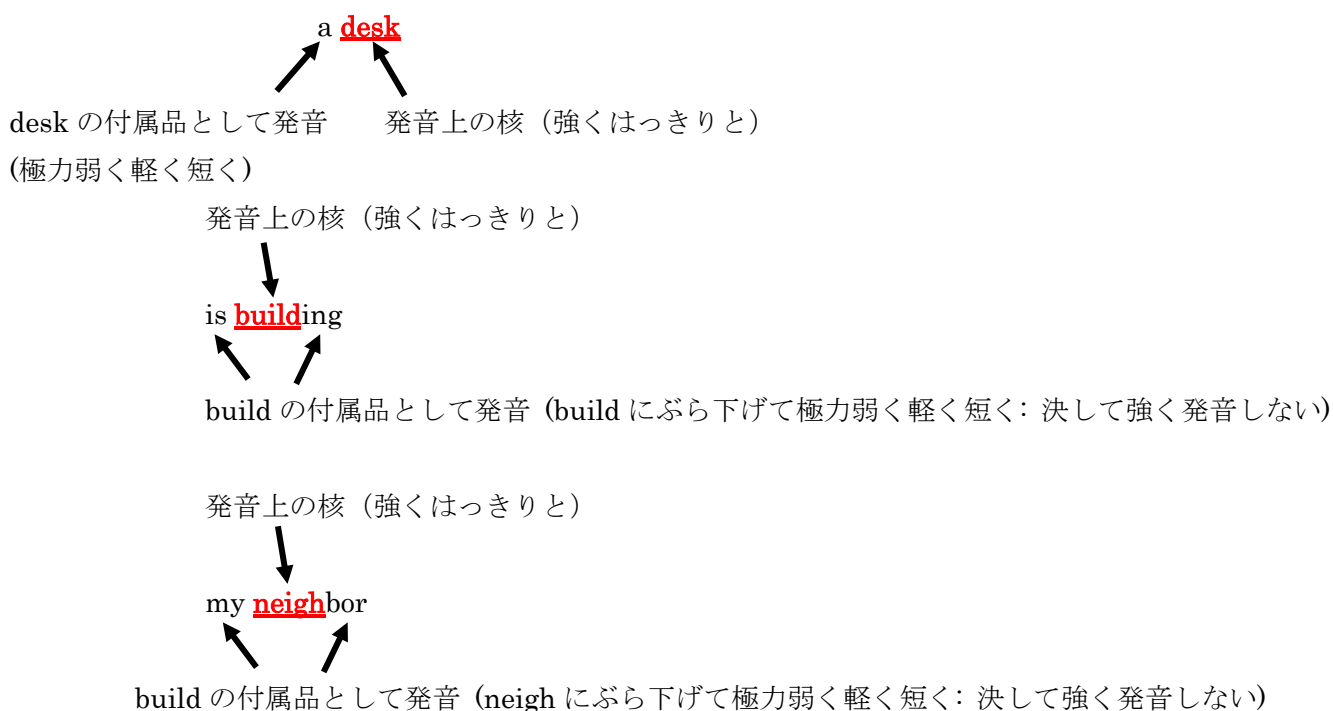 a desk
desk の付属品として発音　　発音上の核（強くはっきりと）
(極力弱く軽く短く)
発音上の核（強くはっきりと）
is building
build の付属品として発音 (build にぶら下げて極力弱く軽く短く: 決して強く発音しない)
発音上の核（強くはっきりと）
my neighbor
build の付属品として発音 (neigh にぶら下げて極力弱く軽く短く: 決して強く発音しない)